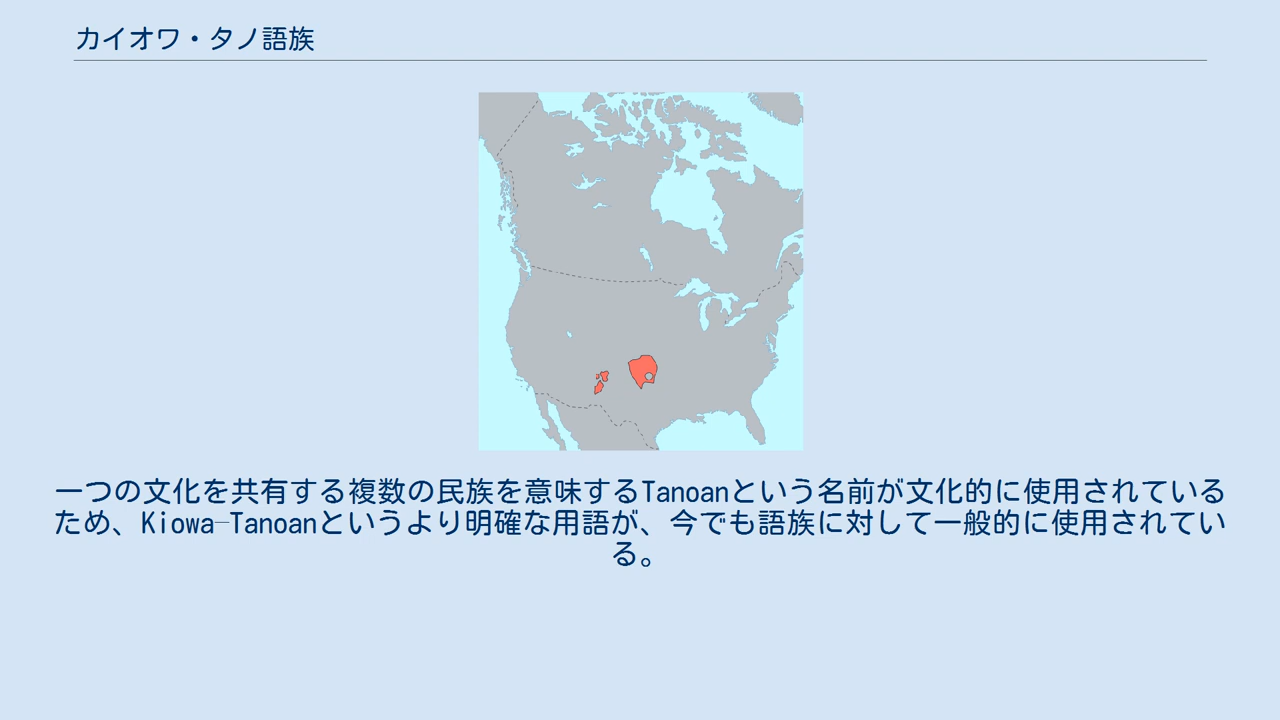 カイオワ・タノ語族
一つの文化を共有する複数の民族を意味するTanoanという名前が文化的に使用されている
ため、Kiowa–Tanoanというより明確な用語が、今でも語族に対して一般的に使用されてい
る。